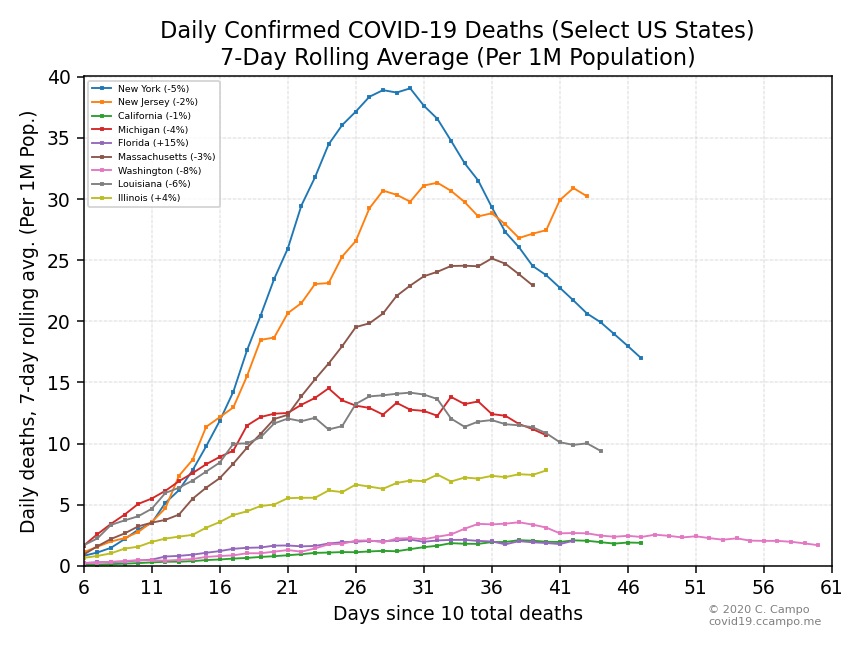 Daily Confirmed COVID-19 Deaths (Select US States)
7-Day Rolling Average (Per 1M Population)
Daily deaths, 7-day rolling avg. (Per 1M Pop.)
40
35
30
25
20
15
10
5
0
New York (-5%)
New Jersey (-2%)
California (-1%)
Michigan (-4%)
Florida (+15%)
Massachusetts (-3%)
Washington (-8%)
Louisiana (-6%)
Illinois (+4%)
6 11 16 21 26 31 36 41 46 51 56 61
Days since 10 total deaths
© 2020 C. Campo
covid19.ccampo.me